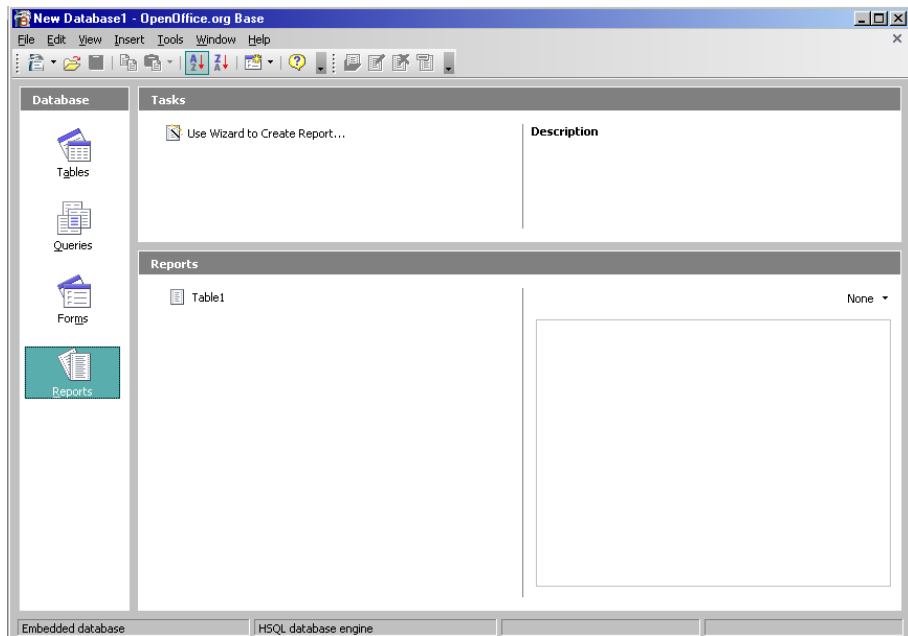 New Database1 - OpenOffice.org Base
File Edit View Insert Tools Window Help
Database
Tasks
Use Wizard to Create Report...
Description
Tables
Queries
Forms
Reports
Reports
Table1
None
Embedded database
HSQL database engine